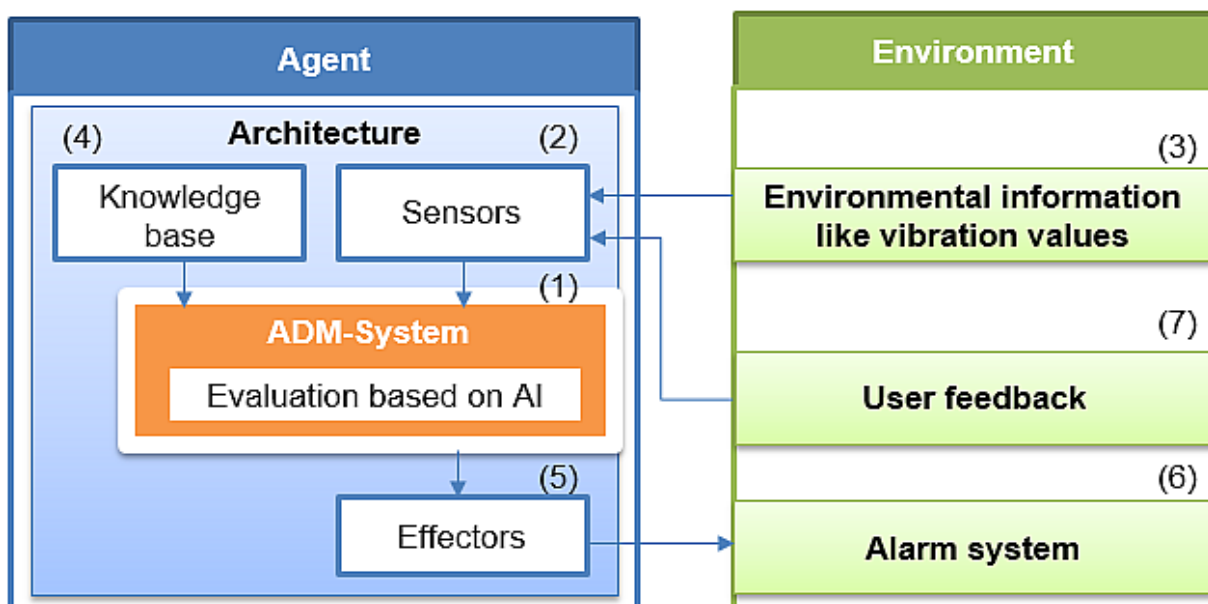 Agent
Architecture
(4)
(2)
Knowledge
base
Sensors
(1)
ADM-System
Evaluation based on AI
(5)
Effectors
Environment
(3)
Environmental information
like vibration values
(7)
User feedback
(6)
Alarm system